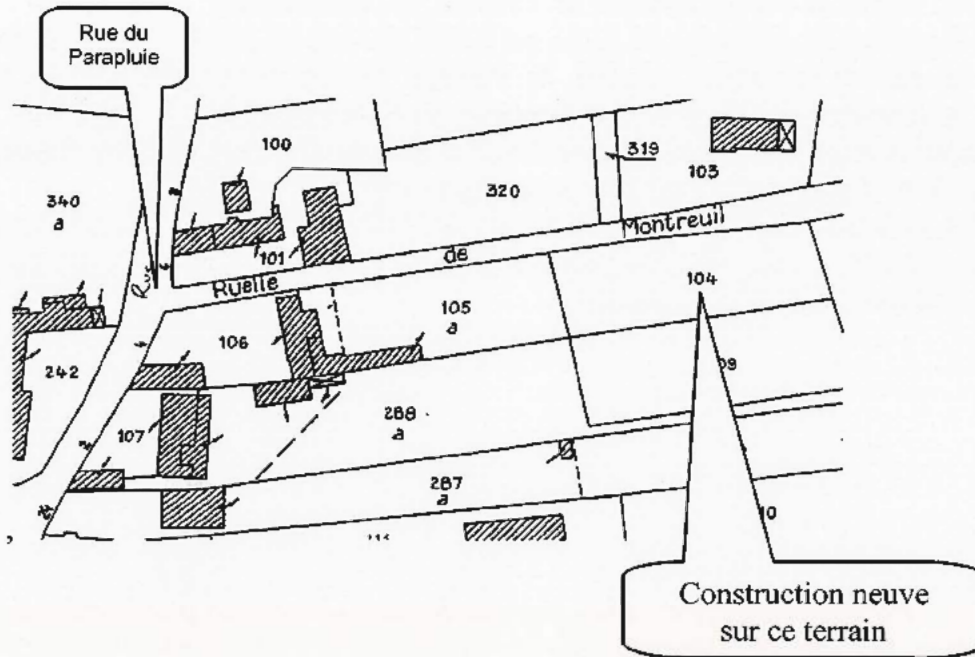 Rue du
Parapluie
100
319
103
340
a
320
101
Rue
Ruelle de Montreuil
104
105
a
106
242
107
288
a
287
a
Construction neuve
sur ce terrain